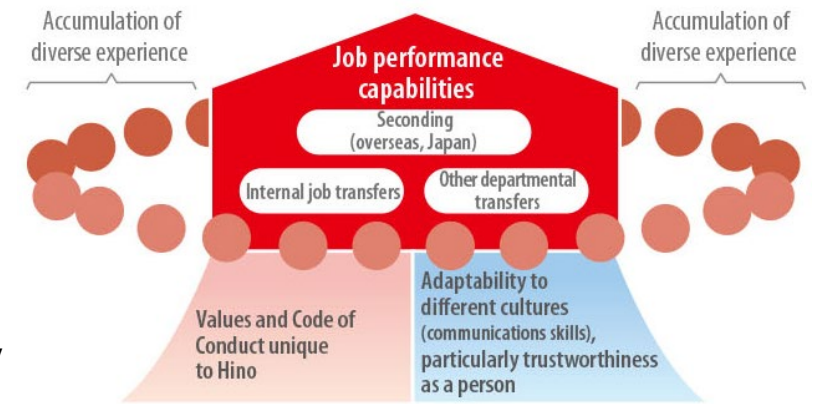 Accumulation of
diverse experience
Accumulation of
diverse experience
Job performance
capabilities
Seconding
(overseas, Japan)
Internal job transfers
Other departmental
transfers
Values and Code of
Conduct unique
to Hino
Adaptability to
different cultures
(communications skills),
particularly trustworthiness
as a person